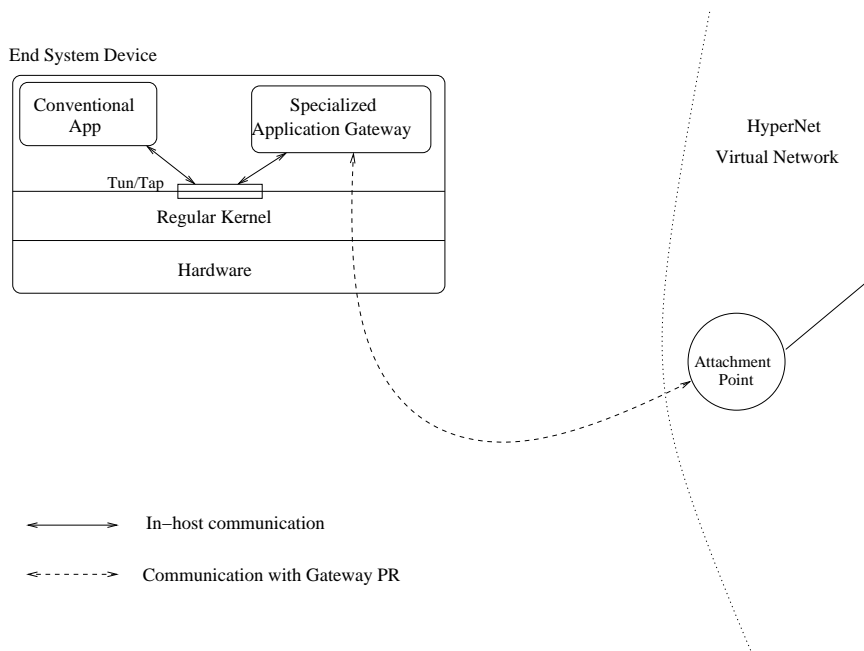 End System Device
Conventional
App
Specialized
Application Gateway
HyperNet
Virtual Network
Tun/Tap
Regular Kernel
Hardware
Attachment
Point
In−host communication
Communication with Gateway PR